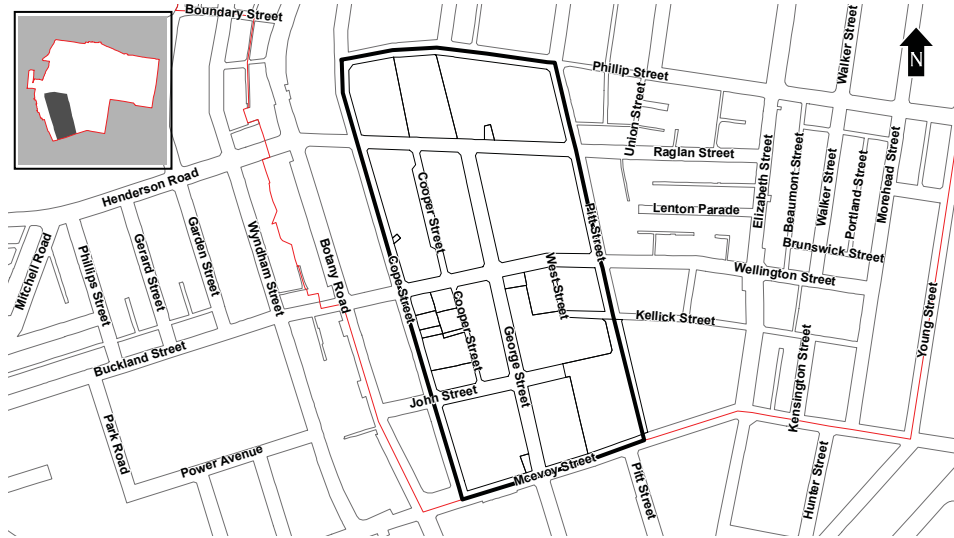 Boundary Street
Walker Street
N
Phillip Street
Union Street
Raglan Street
Elizabeth Street
Beaumont Street
Walker Street
Portland Street
Morehead Street
Henderson Road
Cooper Street
Lenton Parade
Pitt Street
Brunswick Street
Mitchell Road
Phillips Street
Gerard Street
Garden Street
Wyndham Street
Botany Road
Cope Street
West Street
Wellington Street
Cooper Street
George Street
Kellick Street
Young Street
Buckland Street
Kensington Street
John Street
Park Road
Power Avenue
Mcevoy Street
Pitt Street
Hunter Street